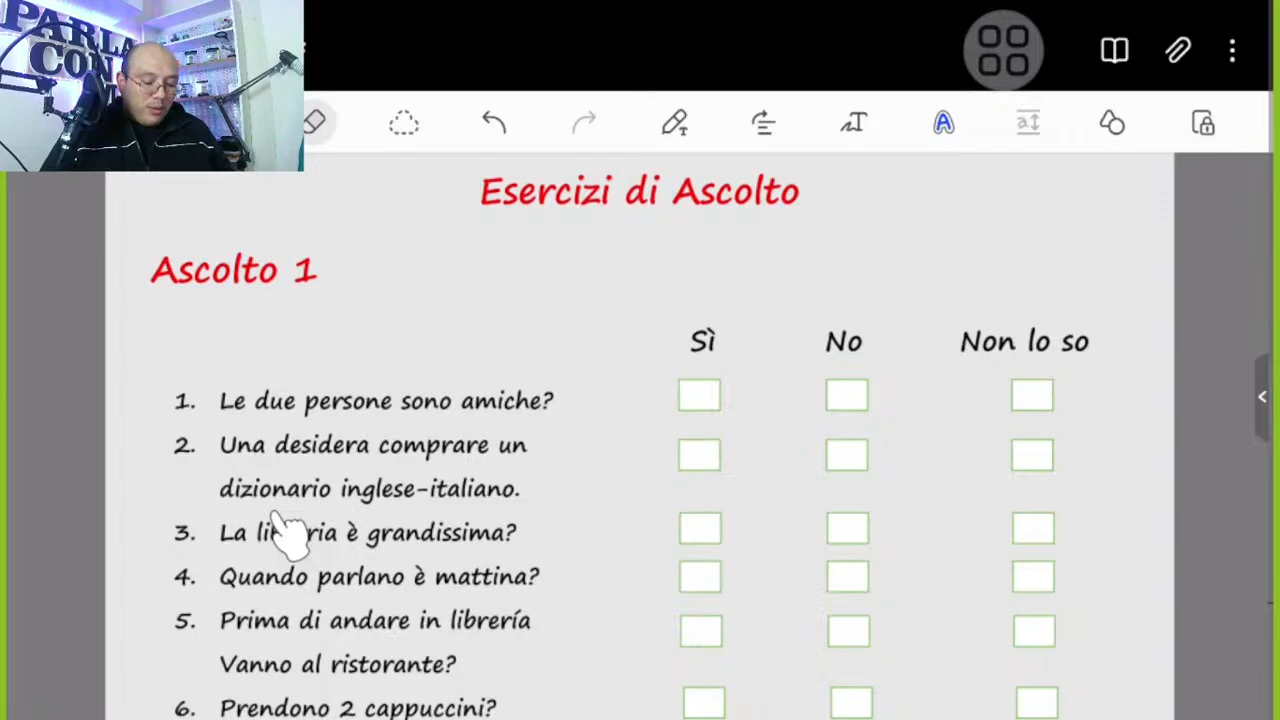 PARLA
CON
Esercizi di Ascolto
Ascolto 1
Sì No Non lo so
1. Le due persone sono amiche?
2. Una desidera comprare un
dizionario inglese-italiano.
3. La è grandissima?
4. Quando parlano è mattina?
5. Prima di andare in librería
Vanno al ristorante?
6. Prendono 2 cappuccini?